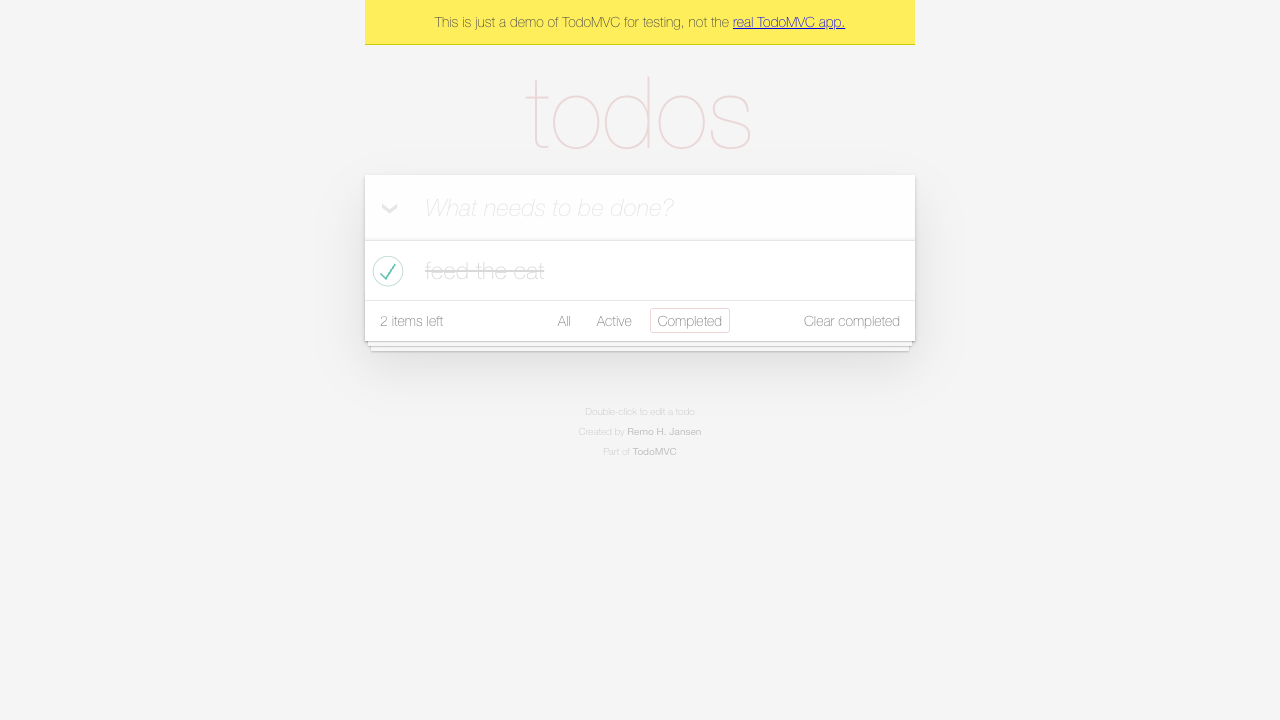 This is just a demo of TodoMVC for testing, not the real TodoMVC app.
todos
What needs to be done?
feed the cat
2 items left All Active Completed Clear completed
Double-click to edit a todo
Created by Remo H. Jansen
Part of TodoMVC